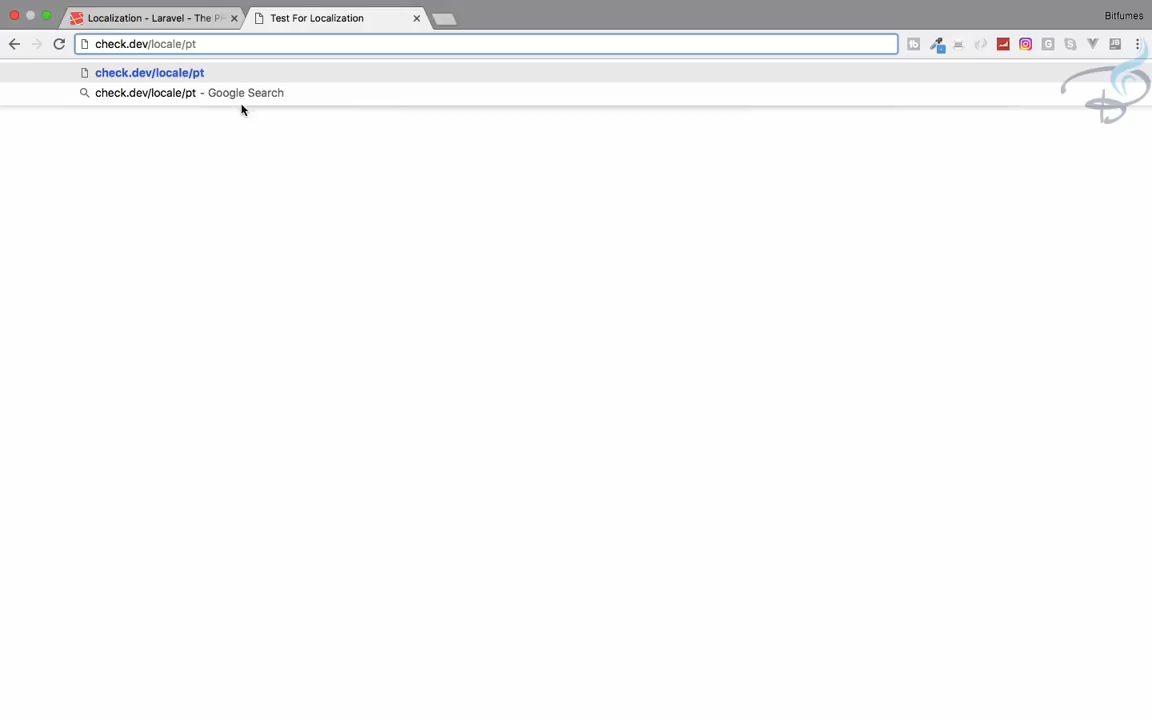 Localization - Laravel - The PH
Test For Localization
Bitfumes
check.dev/locale/pt
check.dev/locale/pt
check.dev/locale/pt - Google Search